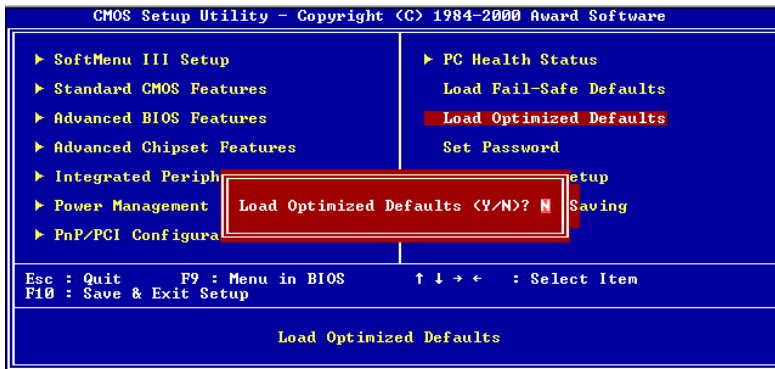 CMOS Setup Utility - Copyright (C) 1984-2000 Award Software
▶ SoftMenu III Setup
▶ Standard CMOS Features
▶ Advanced BIOS Features
▶ Advanced Chipset Features
▶ Integrated Periph
▶ Power Management
▶ PnP/PCI Configura
▶ PC Health Status
Load Fail-Safe Defaults
Load Optimized Defaults
Set Password
etup
Saving
Load Optimized Defaults (Y/N)? N
Esc : Quit F9 : Menu in BIOS ↑ ↓ → ← : Select Item
F10 : Save & Exit Setup
Load Optimized Defaults